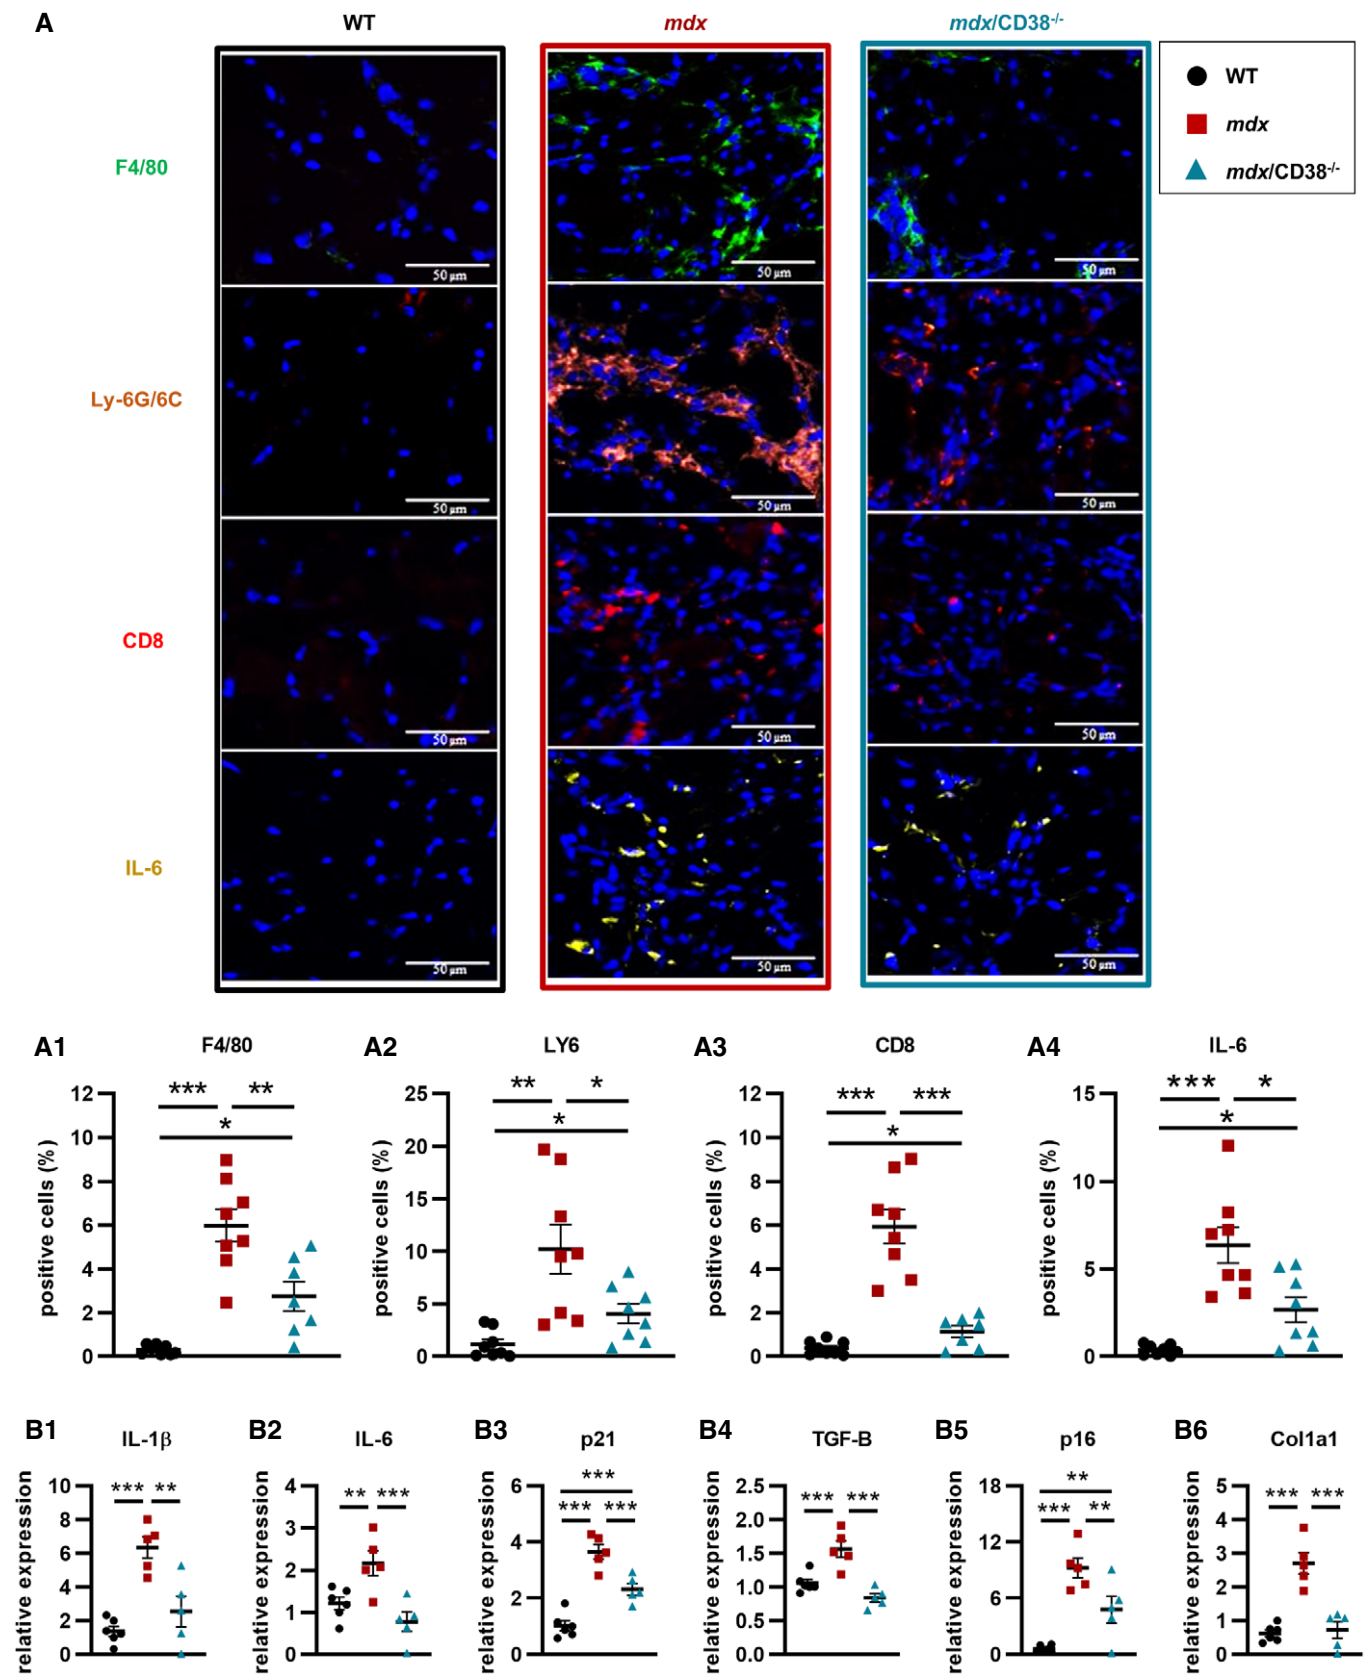 A
WT
mdx
mdx/CD38-/-
WT
mdx
mdx/CD38-/-
F4/80
50 µm
50 µm
50 µm
Ly-6G/6C
50 µm
50 µm
50 µm
CD8
50 µm
50 µm
50 µm
IL-6
50 µm
50 µm
50 µm
A1
F4/80
positive cells (%)
12
10
8
6
4
2
0
***
**
*
A2
LY6
positive cells (%)
25
20
15
10
5
0
**
*
*
A3
CD8
positive cells (%)
12
10
8
6
4
2
0
***
***
*
A4
IL-6
positive cells (%)
15
10
5
0
***
*
*
B1
IL-1β
relative expression
10
8
6
4
2
0
***
**
B2
IL-6
relative expression
4
3
2
1
0
**
***
B3
p21
relative expression
6
4
2
0
***
***
***
B4
TGF-B
relative expression
2.5
2.0
1.5
1.0
0.5
0.0
***
***
B5
p16
relative expression
18
12
6
0
**
***
**
B6
Col1a1
relative expression
5
4
3
2
1
0
***
***